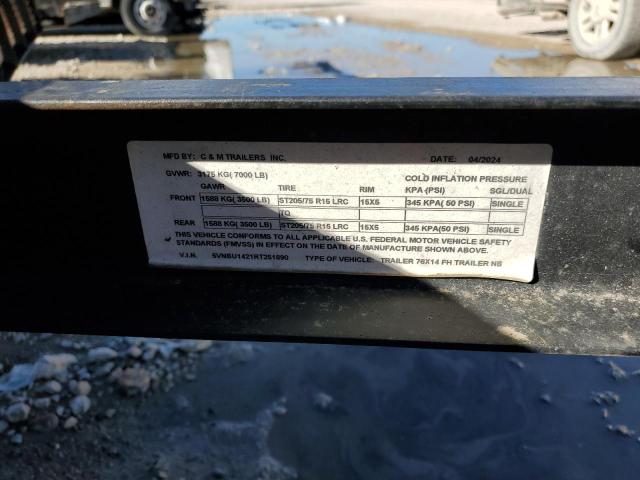 MFD BY: C & M TRAILERS INC. DATE: 04/2024
GVWR: 3175 KG( 7000 LB) COLD INFLATION PRESSURE
GAWR TIRE RIM KPA (PSI) SGL/DUAL
FRONT 1588 KG( 3500 LB) ST205/75 R15 LRC 15X5 345 KPA( 50 PSI) SINGLE
TO
REAR 1588 KG( 3500 LB) ST205/75 R15 LRC 15X5 345 KPA(50 PSI) SINGLE
THIS VEHICLE CONFORMS TO ALL APPLICABLE U.S. FEDERAL MOTOR VEHICLE SAFETY
STANDARDS (FMVSS) IN EFFECT ON THE DATE OF MANUFACTURE SHOWN ABOVE.
V.I.N. 5VNBU1421RT251690 TYPE OF VEHICLE: TRAILER 76X14 FH TRAILER NB